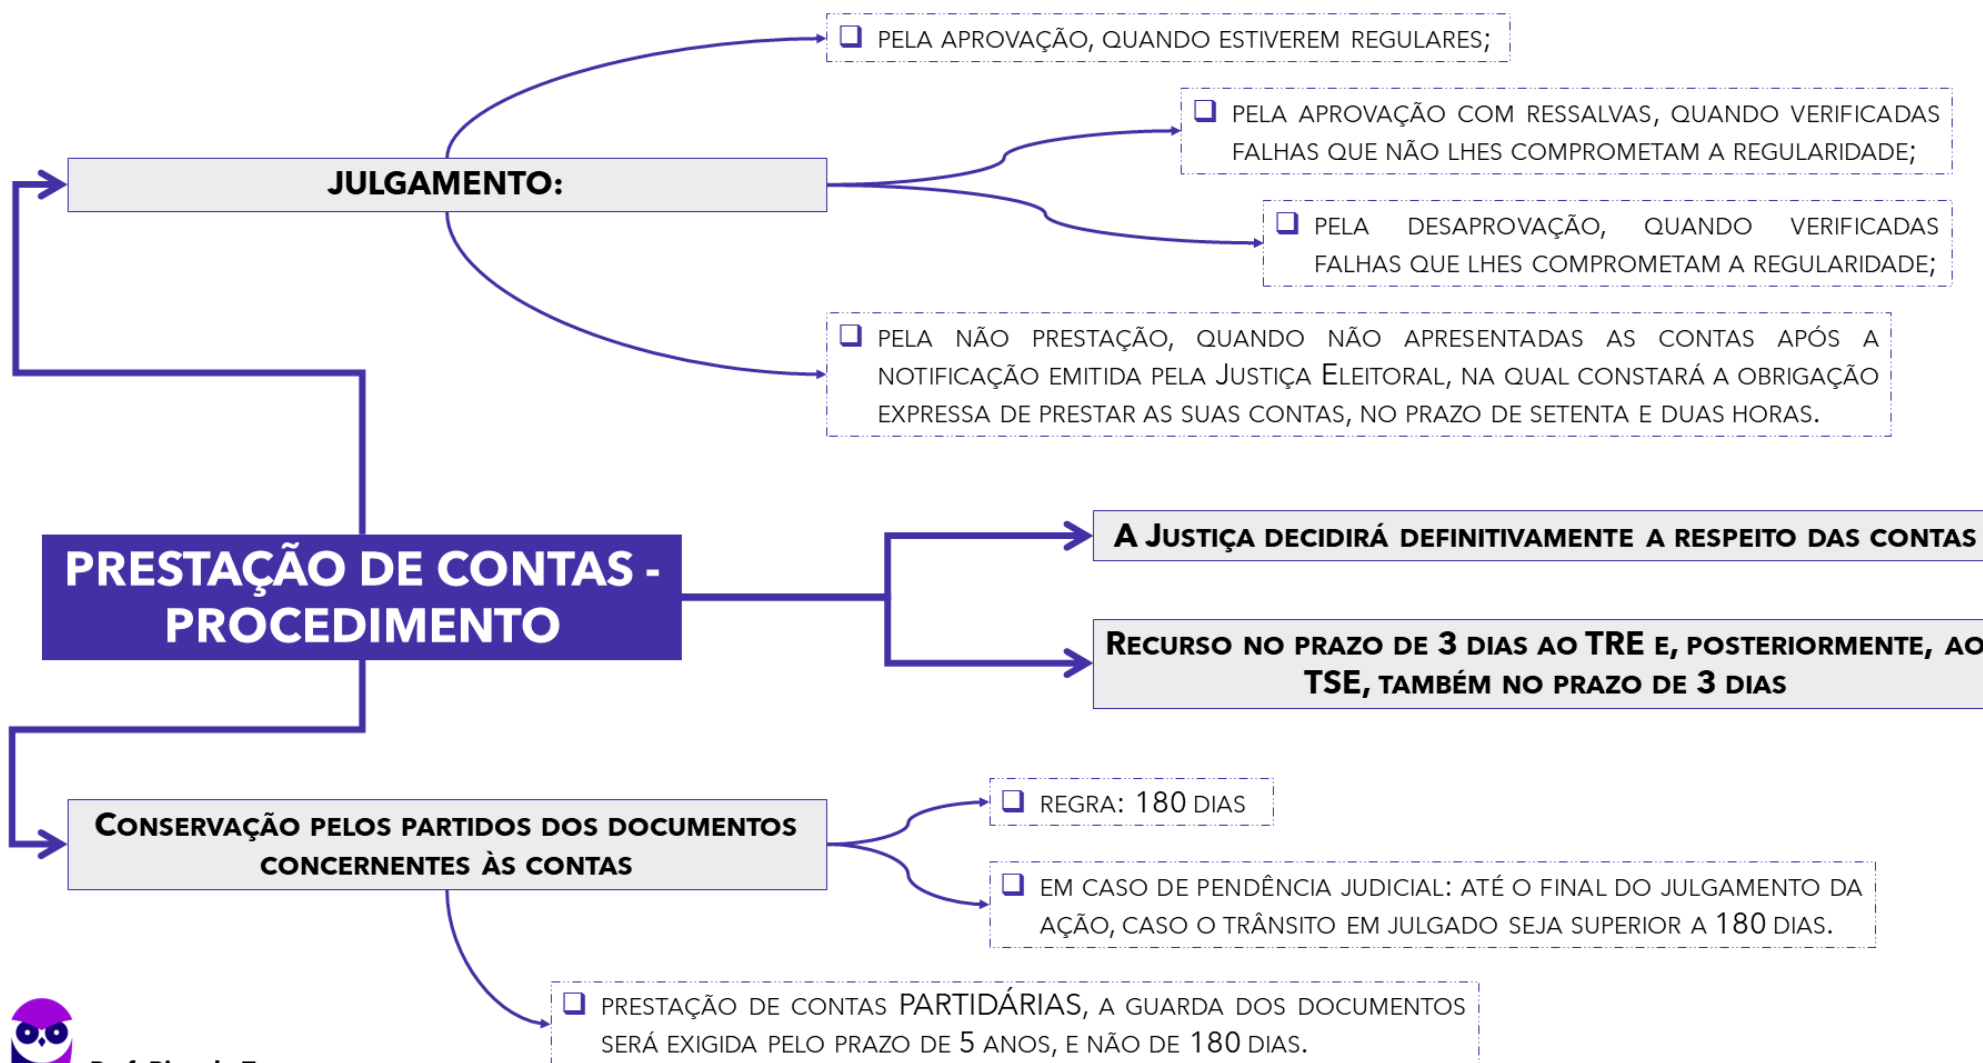 PELA APROVAÇÃO, QUANDO ESTIVEREM REGULARES;
PELA APROVAÇÃO COM RESSALVAS, QUANDO VERIFICADAS
FALHAS QUE NÃO LHES COMPROMETAM A REGULARIDADE;
JULGAMENTO:
PELA DESAPROVAÇÃO, QUANDO VERIFICADAS
FALHAS QUE LHES COMPROMETAM A REGULARIDADE;
PELA NÃO PRESTAÇÃO, QUANDO NÃO APRESENTADAS AS CONTAS APÓS A
NOTIFICAÇÃO EMITIDA PELA JUSTIÇA ELEITORAL, NA QUAL CONSTARÁ A OBRIGAÇÃO
EXPRESSA DE PRESTAR AS SUAS CONTAS, NO PRAZO DE SETENTA E DUAS HORAS.
PRESTAÇÃO DE CONTAS -
PROCEDIMENTO
A JUSTIÇA DECIDIRÁ DEFINITIVAMENTE A RESPEITO DAS CONTAS
RECURSO NO PRAZO DE 3 DIAS AO TRE E, POSTERIORMENTE, AO
TSE, TAMBÉM NO PRAZO DE 3 DIAS
CONSERVAÇÃO PELOS PARTIDOS DOS DOCUMENTOS
CONCERNENTES ÀS CONTAS
REGRA: 180 DIAS
EM CASO DE PENDÊNCIA JUDICIAL: ATÉ O FINAL DO JULGAMENTO DA
AÇÃO, CASO O TRÂNSITO EM JULGADO SEJA SUPERIOR A 180 DIAS.
PRESTAÇÃO DE CONTAS PARTIDÁRIAS, A GUARDA DOS DOCUMENTOS
SERÁ EXIGIDA PELO PRAZO DE 5 ANOS, E NÃO DE 180 DIAS.